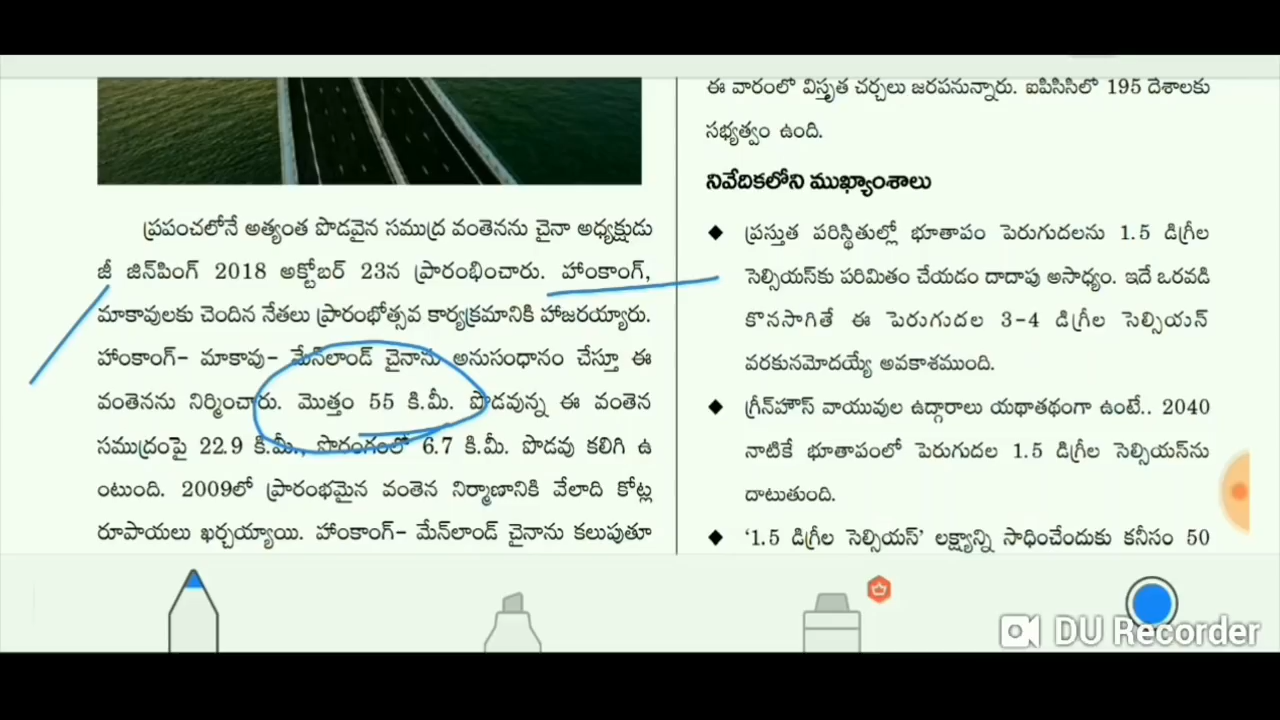 ప్రపంచలోనే అత్యంత పొడవైన సముద్ర వంతెనను చైనా అధ్యక్షుడు
జీ జిన్‌పింగ్ 2018 అక్టోబర్ 23న ప్రారంభించారు. హాంకాంగ్,
మాకావులకు చెందిన నేతలు ప్రారంభోత్సవ కార్యక్రమానికి హాజరయ్యారు.
హాంకాంగ్- మాకావు- మేన్‌లాండ్ చైనాను అనుసంధానం చేస్తూ ఈ
వంతెనను నిర్మించారు. మొత్తం 55 కి.మీ. పొడవున్న ఈ వంతెన
సముద్రంపై 22.9 కి.మీ., సొరంగంలో 6.7 కి.మీ. పొడవు కలిగి ఉ
ంటుంది. 2009లో ప్రారంభమైన వంతెన నిర్మాణానికి వేలాది కోట్ల
రూపాయలు ఖర్చయ్యాయి. హాంకాంగ్- మేన్‌లాండ్ చైనాను కలుపుతూ
ఈ వారంలో విస్తృత చర్చలు జరపనున్నారు. ఐపిసిసిలో 195 దేశాలకు
సభ్యత్వం ఉంది.
నివేదికలోని ముఖ్యాంశాలు
◆ ప్రస్తుత పరిస్థితుల్లో భూతాపం పెరుగుదలను 1.5 డిగ్రీల
సెల్సియస్‌కు పరిమితం చేయడం దాదాపు అసాధ్యం. ఇదే ఒరవడి
కొనసాగితే ఈ పెరుగుదల 3-4 డిగ్రీల సెల్సియస్
వరకునమోదయ్యే అవకాశముంది.
◆ గ్రీన్‌హౌస్ వాయువుల ఉద్గారాలు యథాతథంగా ఉంటే.. 2040
నాటికే భూతాపంలో పెరుగుదల 1.5 డిగ్రీల సెల్సియస్‌ను
దాటుతుంది.
◆ ‘1.5 డిగ్రీల సెల్సియస్’ లక్ష్యాన్ని సాధించేందుకు కనీసం 50
DU Recorder